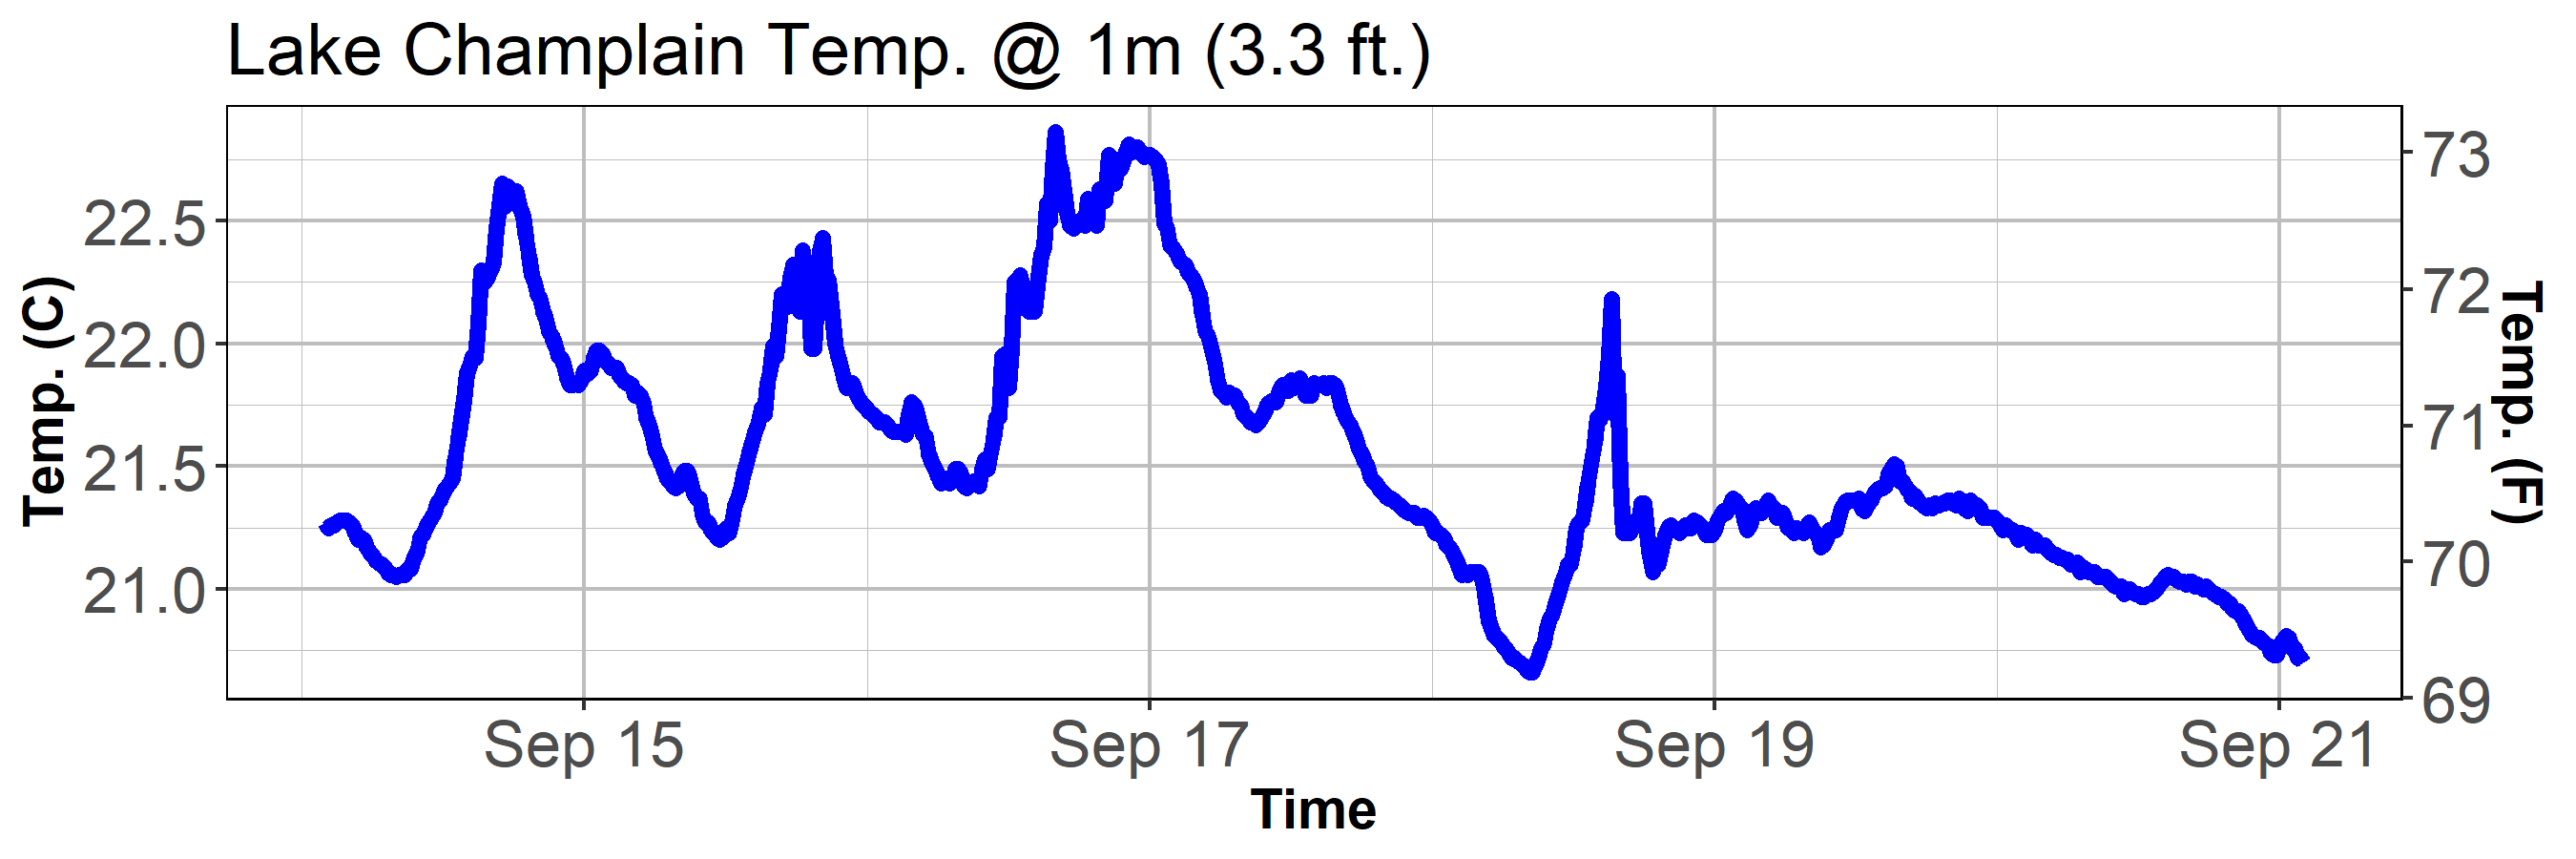 Lake Champlain Temp. @ 1m (3.3 ft.)
Temp. (C)
22.5
22.0
21.5
21.0
73
72
71
70
69
Temp. (F)
Sep 15
Sep 17
Sep 19
Sep 21
Time